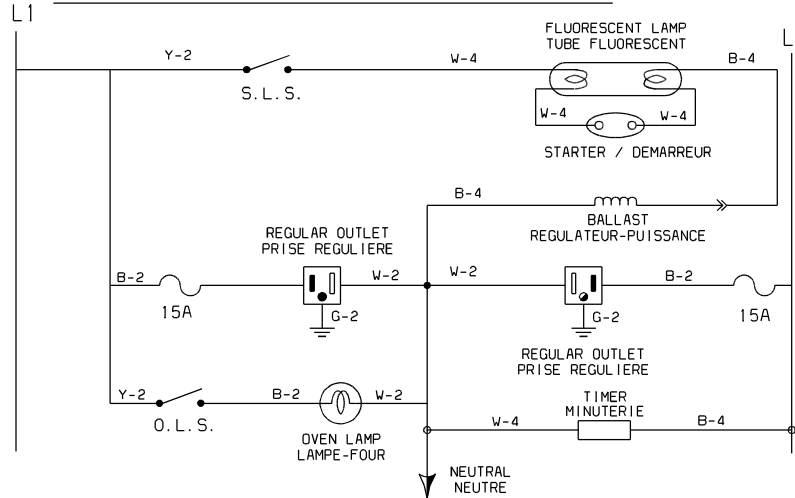 L1
FLUORESCENT LAMP
TUBE FLUORESCENT
L
Y-2
W-4
B-4
S.L.S.
W-4
W-4
STARTER / DEMARREUR
B-4
BALLAST
REGULATEUR-PUISSANCE
REGULAR OUTLET
PRISE REGULIERE
B-2
W-2
W-2
B-2
15A
G-2
G-2
15A
REGULAR OUTLET
PRISE REGULIERE
Y-2
B-2
W-2
TIMER
MINUTERIE
O.L.S.
W-4
B-4
OVEN LAMP
LAMPE-FOUR
NEUTRAL
NEUTRE